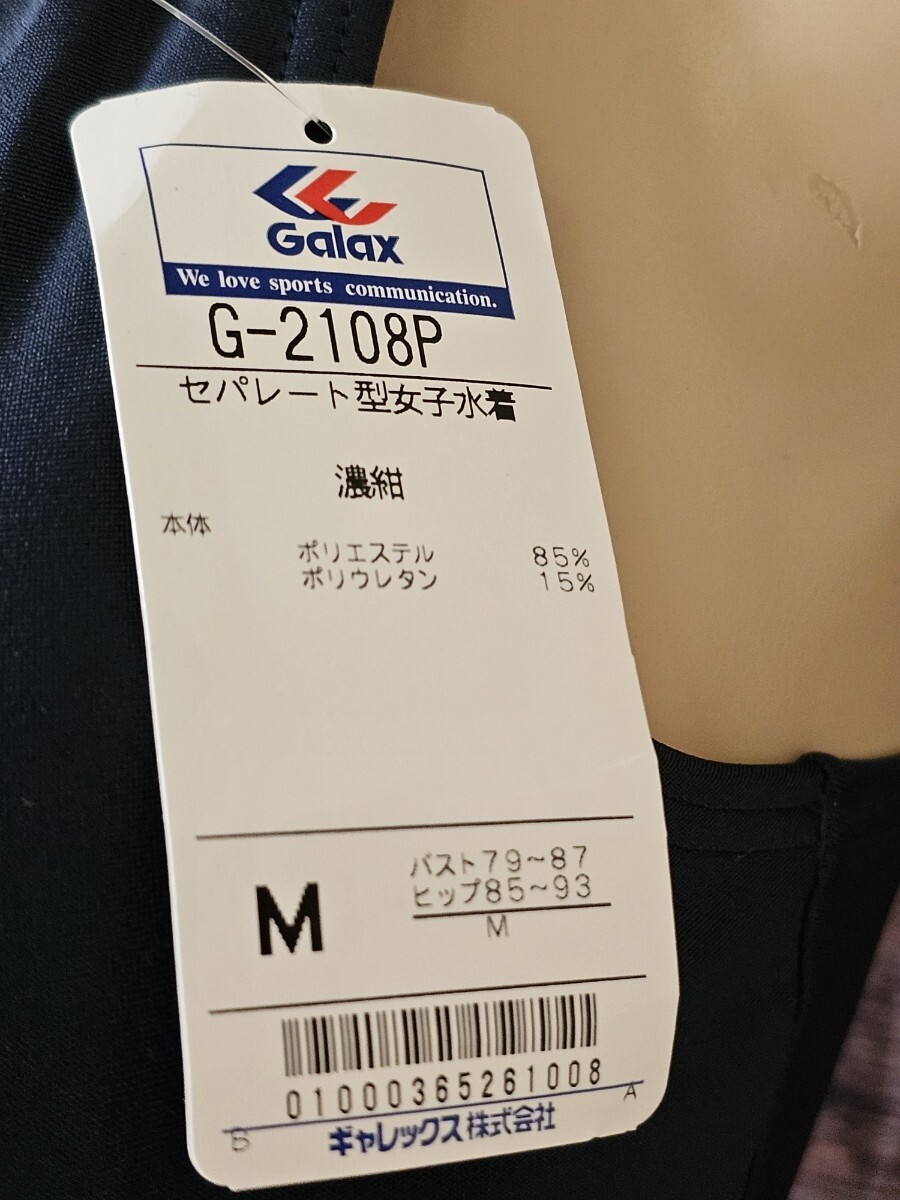 Galax
We love sports communication.
G-2108P
セパレート型女子水着
濃紺
本体
ポリエステル 85%
ポリウレタン 15%
M
バスト79~87
ヒップ85~93
M
01000365261008
B A
ギャレックス株式会社